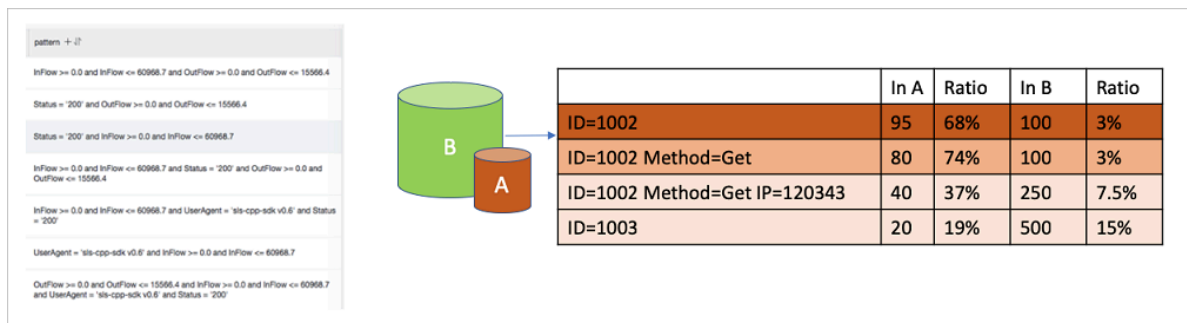 pattern
InFlow >= 0.0 and InFlow <= 60968.7 and OutFlow >= 0.0 and OutFlow <= 15566.4
Status = '200' and OutFlow >= 0.0 and OutFlow <= 15566.4
Status = '200' and InFlow >= 0.0 and InFlow <= 60968.7
InFlow >= 0.0 and InFlow <= 60968.7 and Status = '200' and OutFlow >= 0.0 and
OutFlow <= 15566.4
InFlow >= 0.0 and InFlow <= 60968.7 and UserAgent = 'sls-cpp-sdk v0.6' and Status
= '200'
UserAgent = 'sls-cpp-sdk v0.6' and InFlow >= 0.0 and InFlow <= 60968.7
OutFlow >= 0.0 and OutFlow <= 15566.4 and InFlow >= 0.0 and InFlow <= 60968.7
and UserAgent = 'sls-cpp-sdk v0.6' and Status = '200'
B
A
In A Ratio In B Ratio
ID=1002 95 68% 100 3%
ID=1002 Method=Get 80 74% 100 3%
ID=1002 Method=Get IP=120343 40 37% 250 7.5%
ID=1003 20 19% 500 15%